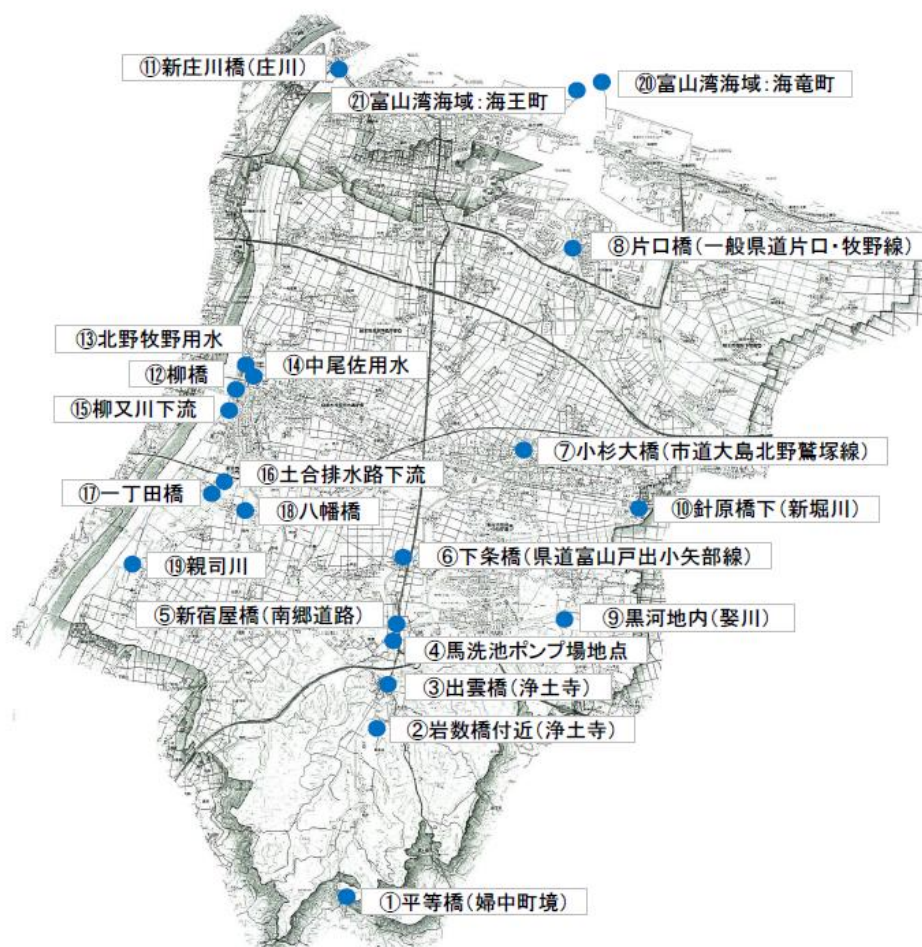 ⑪新庄川橋(庄川)
⑳富山湾海域:海竜町
㉑富山湾海域:海王町
⑧片口橋(一般県道片口・牧野線)
⑬北野牧野用水
⑭中尾佐用水
⑫柳橋
⑮柳又川下流
⑦小杉大橋(市道大島北野鷲塚線)
⑯土合排水路下流
⑰一丁田橋
⑱八幡橋
⑩針原橋下(新堀川)
⑥下条橋(県道富山戸出小矢部線)
⑲親司川
⑤新宿屋橋(南郷道路)
⑨黒河地内(娶川)
④馬洗池ポンプ場地点
③出雲橋(浄土寺)
②岩数橋付近(浄土寺)
①平等橋(婦中町境)